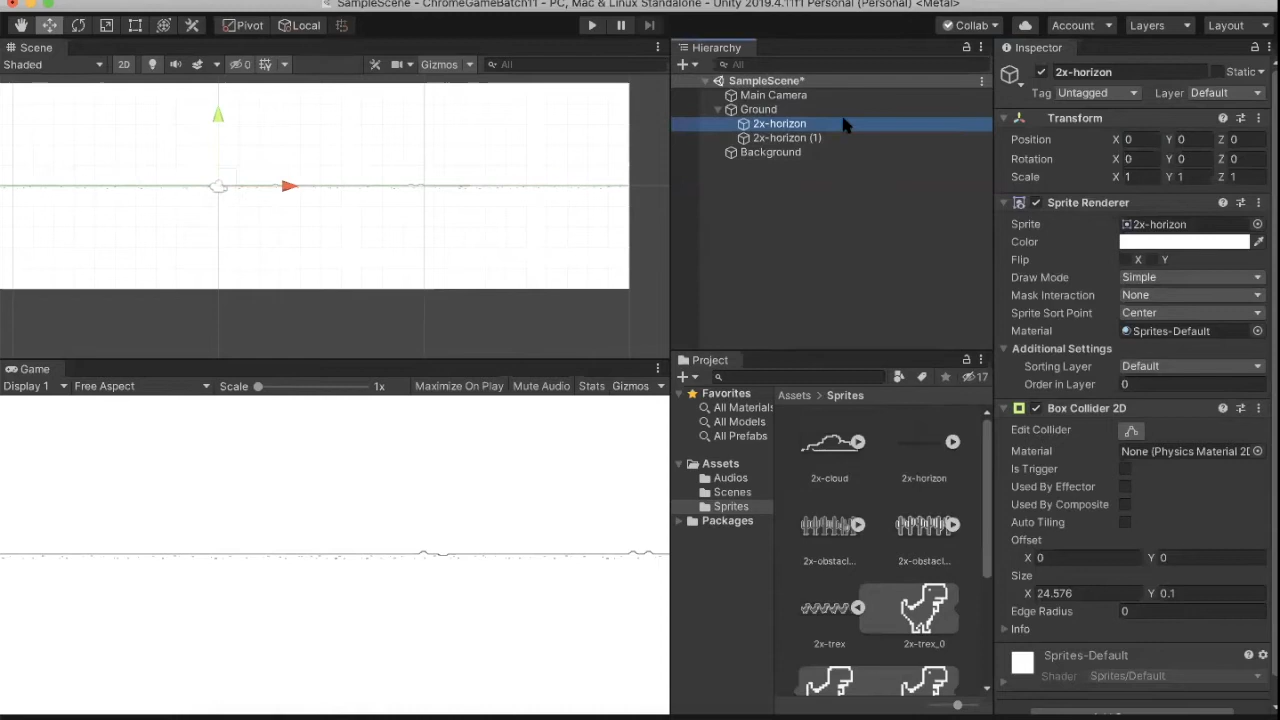 SampleScene - ChromeGameBatch11 - PC, Mac & Linux Standalone - Unity 2019.4.11f1 Personal (Personal) <Metal>
Pivot Local Collab Account Layers Layout
Scene
Shaded 2D 0 Gizmos All
Hierarchy
All
SampleScene*
Main Camera
Ground
2x-horizon
2x-horizon (1)
Background
Game
Display 1 Free Aspect Scale 1x Maximize On Play Mute Audio Stats Gizmos
Project
17
Favorites
All Materials
All Models
All Prefabs
Assets
Audios
Scenes
Sprites
Packages
Assets > Sprites
2x-cloud 2x-horizon
2x-obstacl... 2x-obstacl...
2x-trex 2x-trex_0
Inspector
2x-horizon Static
Tag Untagged Layer Default
Transform
Position X 0 Y 0 Z 0
Rotation X 0 Y 0 Z 0
Scale X 1 Y 1 Z 1
Sprite Renderer
Sprite 2x-horizon
Color
Flip X Y
Draw Mode Simple
Mask Interaction None
Sprite Sort Point Center
Material Sprites-Default
Additional Settings
Sorting Layer Default
Order in Layer 0
Box Collider 2D
Edit Collider
Material None (Physics Material 2D
Is Trigger
Used By Effector
Used By Composite
Auto Tiling
Offset
X 0 Y 0
Size
X 24.576 Y 0.1
Edge Radius 0
Info
Sprites-Default
Shader Sprites/Default